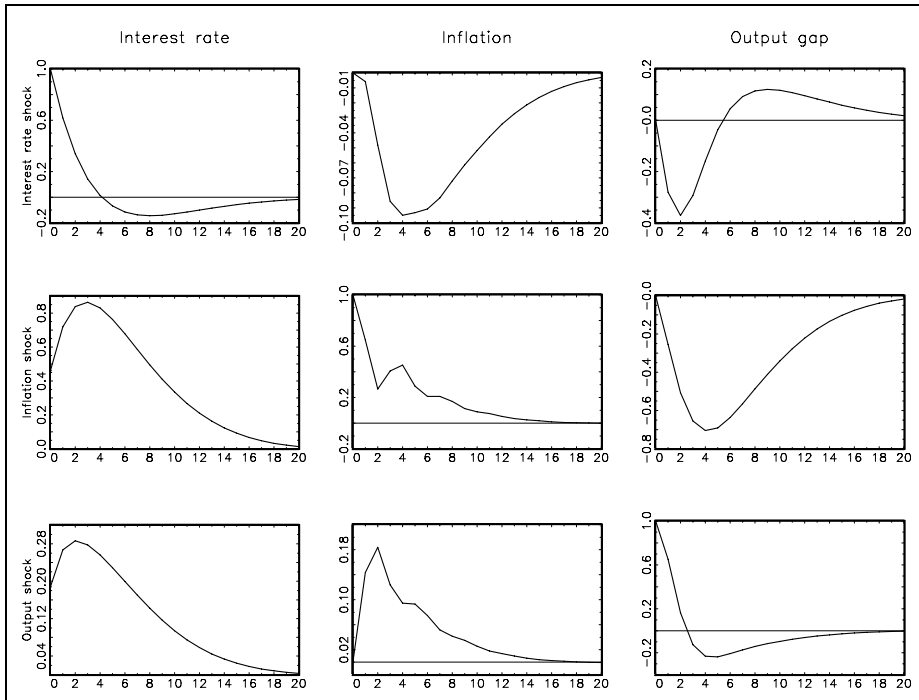 Interest rate
Inflation
Output gap
Interest rate shock
−0.2 0.2 0.6 1.0
0 2 4 6 8 10 12 14 16 18 20
−0.10 −0.07 −0.04 −0.01
0 2 4 6 8 10 12 14 16 18 20
−0.4 −0.2 −0.0 0.2
0 2 4 6 8 10 12 14 16 18 20
Inflation shock
0.0 0.2 0.4 0.6 0.8
0 2 4 6 8 10 12 14 16 18 20
−0.2 0.2 0.6 1.0
0 2 4 6 8 10 12 14 16 18 20
−0.8 −0.6 −0.4 −0.2 −0.0
0 2 4 6 8 10 12 14 16 18 20
Output shock
0.04 0.12 0.20 0.28
0 2 4 6 8 10 12 14 16 18 20
0.02 0.10 0.18
0 2 4 6 8 10 12 14 16 18 20
−0.2 0.2 0.6 1.0
0 2 4 6 8 10 12 14 16 18 20